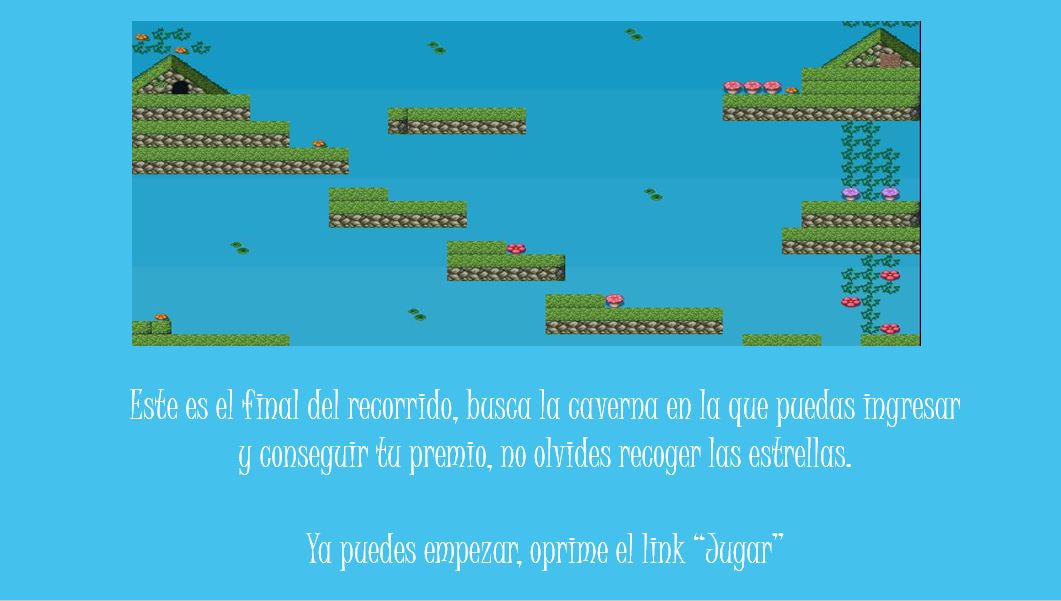 Este es el final del recorrido, busca la caverna en la que puedas ingresar
y conseguir tu premio, no olvides recoger las estrellas.
Ya puedes empezar, oprime el link “Jugar”